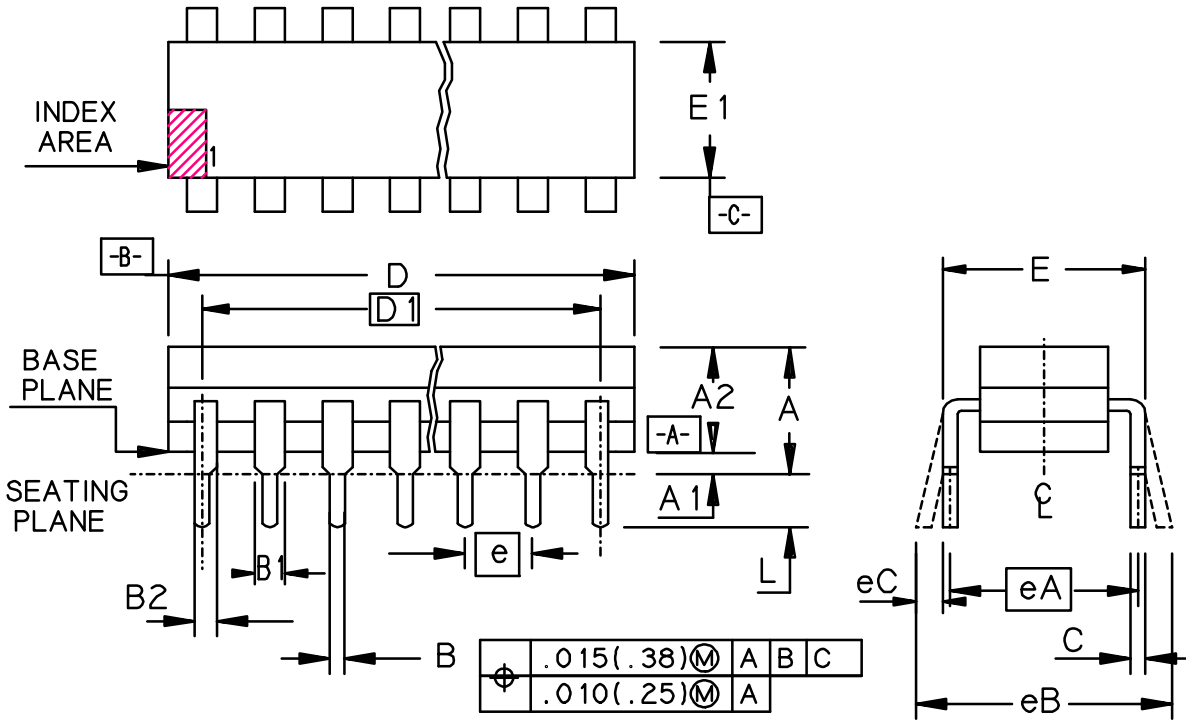 INDEX
AREA
1
E1
-C-
-B-
D
D1
E
BASE
PLANE
A2
A
-A-
SEATING
PLANE
A1
C
L
e
B1
L
eC
eA
B2
C
B
.015(.38)Ⓜ A B C
.010(.25)Ⓜ A
eB